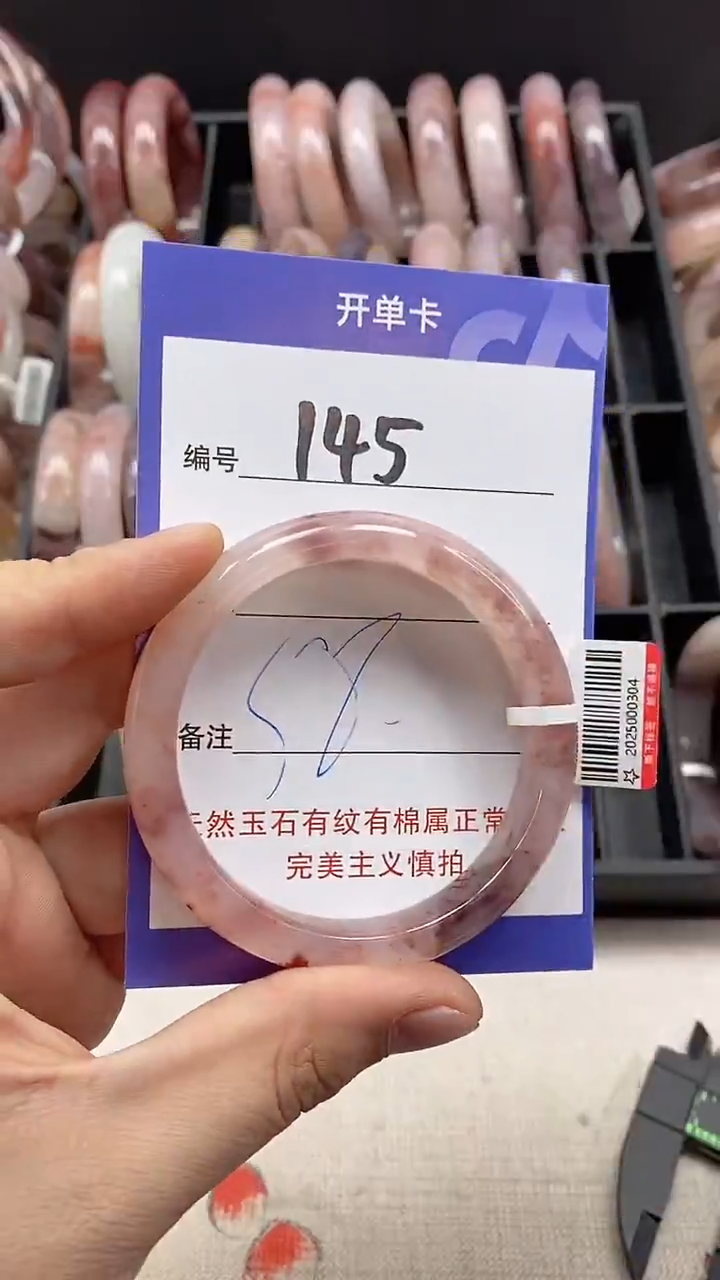 开单卡
编号 145
58-
备注
然玉石有纹有棉属正常
完美主义慎拍
2025000304